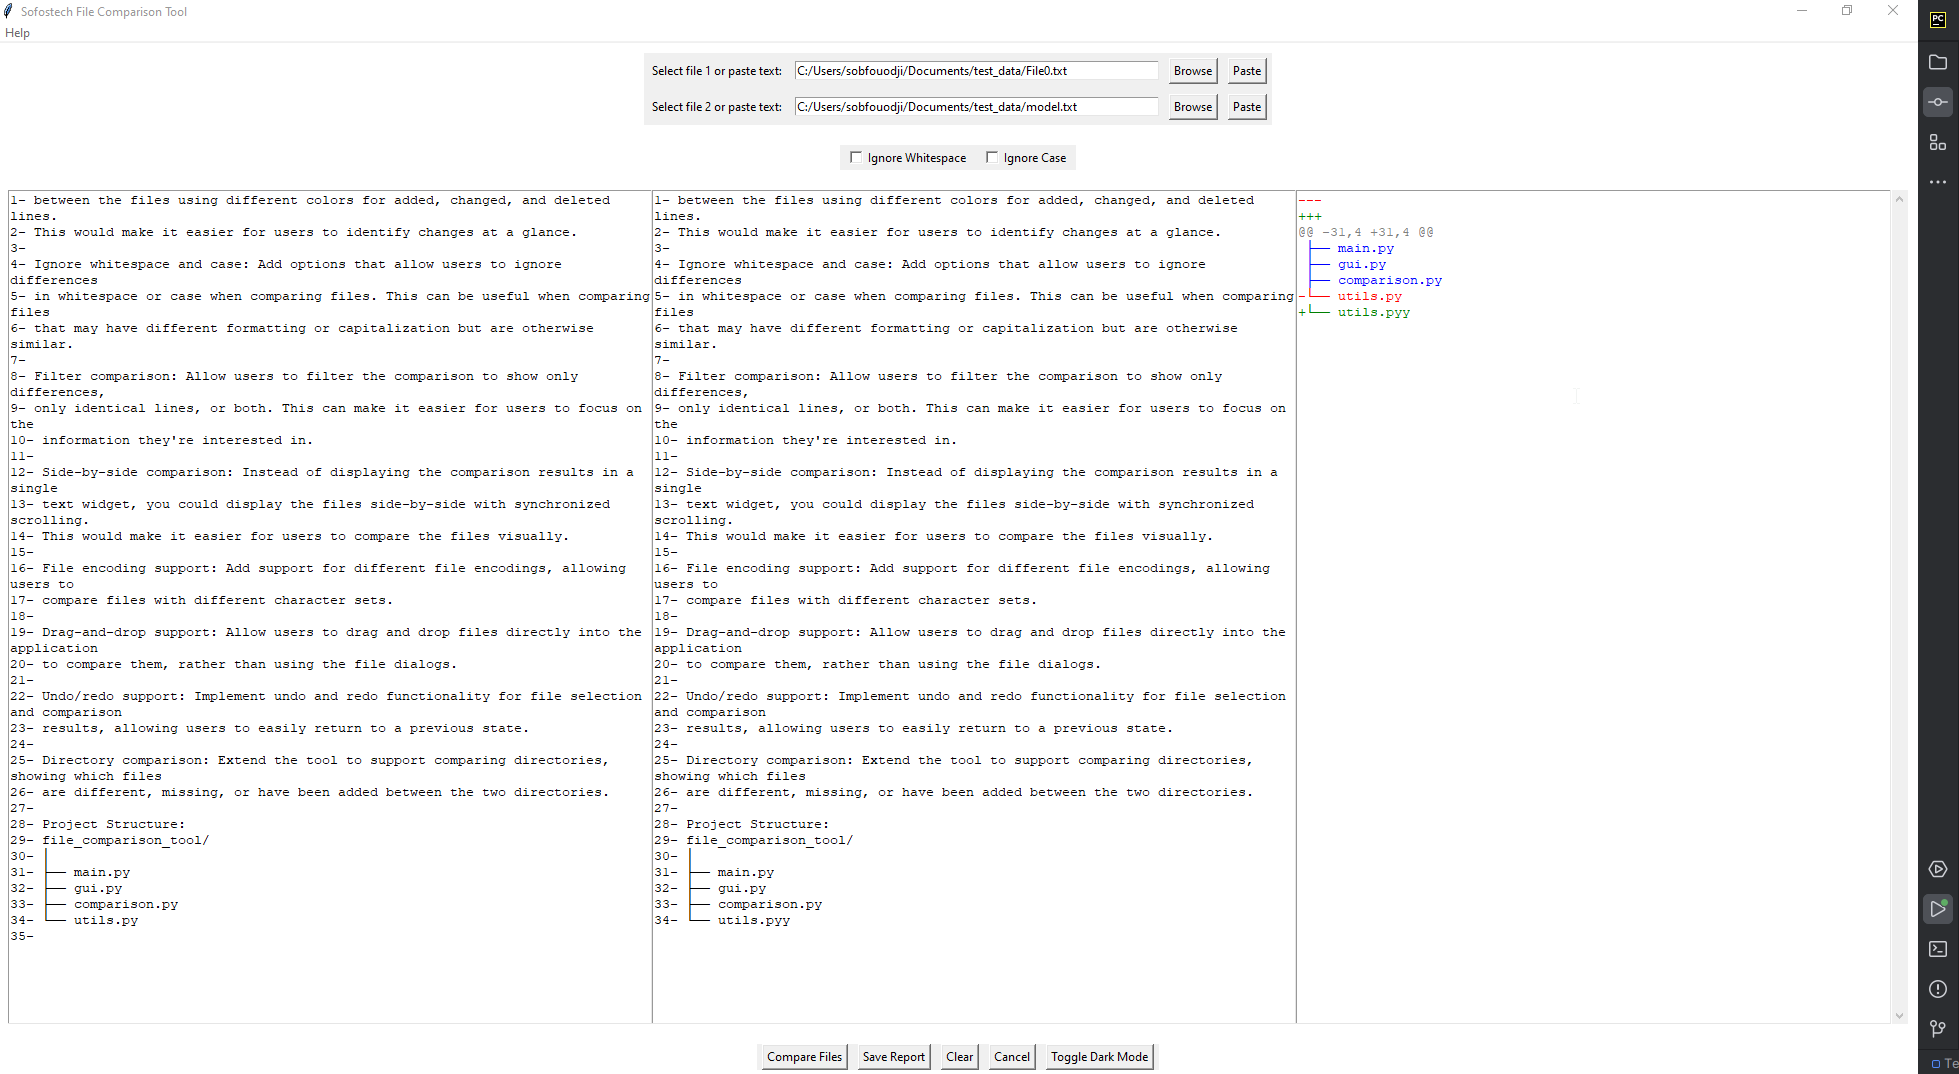 Sofostech File Comparison Tool
Help
Select file 1 or paste text: C:/Users/sobfouodji/Documents/test_data/File0.txt Browse Paste
Select file 2 or paste text: C:/Users/sobfouodji/Documents/test_data/model.txt Browse Paste
Ignore Whitespace Ignore Case
1- between the files using different colors for added, changed, and deleted
lines.
2- This would make it easier for users to identify changes at a glance.
3-
4- Ignore whitespace and case: Add options that allow users to ignore
differences
5- in whitespace or case when comparing files. This can be useful when comparing
files
6- that may have different formatting or capitalization but are otherwise
similar.
7-
8- Filter comparison: Allow users to filter the comparison to show only
differences,
9- only identical lines, or both. This can make it easier for users to focus on
the
10- information they're interested in.
11-
12- Side-by-side comparison: Instead of displaying the comparison results in a
single
13- text widget, you could display the files side-by-side with synchronized
scrolling.
14- This would make it easier for users to compare the files visually.
15-
16- File encoding support: Add support for different file encodings, allowing
users to
17- compare files with different character sets.
18-
19- Drag-and-drop support: Allow users to drag and drop files directly into the
application
20- to compare them, rather than using the file dialogs.
21-
22- Undo/redo support: Implement undo and redo functionality for file selection
and comparison
23- results, allowing users to easily return to a previous state.
24-
25- Directory comparison: Extend the tool to support comparing directories,
showing which files
26- are different, missing, or have been added between the two directories.
27-
28- Project Structure:
29- file_comparison_tool/
30- │
31- ├── main.py
32- ├── gui.py
33- ├── comparison.py
34- └── utils.py
35-
1- between the files using different colors for added, changed, and deleted
lines.
2- This would make it easier for users to identify changes at a glance.
3-
4- Ignore whitespace and case: Add options that allow users to ignore
differences
5- in whitespace or case when comparing files. This can be useful when comparing
files
6- that may have different formatting or capitalization but are otherwise
similar.
7-
8- Filter comparison: Allow users to filter the comparison to show only
differences,
9- only identical lines, or both. This can make it easier for users to focus on
the
10- information they're interested in.
11-
12- Side-by-side comparison: Instead of displaying the comparison results in a
single
13- text widget, you could display the files side-by-side with synchronized
scrolling.
14- This would make it easier for users to compare the files visually.
15-
16- File encoding support: Add support for different file encodings, allowing
users to
17- compare files with different character sets.
18-
19- Drag-and-drop support: Allow users to drag and drop files directly into the
application
20- to compare them, rather than using the file dialogs.
21-
22- Undo/redo support: Implement undo and redo functionality for file selection
and comparison
23- results, allowing users to easily return to a previous state.
24-
25- Directory comparison: Extend the tool to support comparing directories,
showing which files
26- are different, missing, or have been added between the two directories.
27-
28- Project Structure:
29- file_comparison_tool/
30- │
31- ├── main.py
32- ├── gui.py
33- ├── comparison.py
34- └── utils.pyy
---
+++
@@ -31,4 +31,4 @@
├── main.py
├── gui.py
├── comparison.py
-└── utils.py
+└── utils.pyy
Compare Files Save Report Clear Cancel Toggle Dark Mode
PC
Te